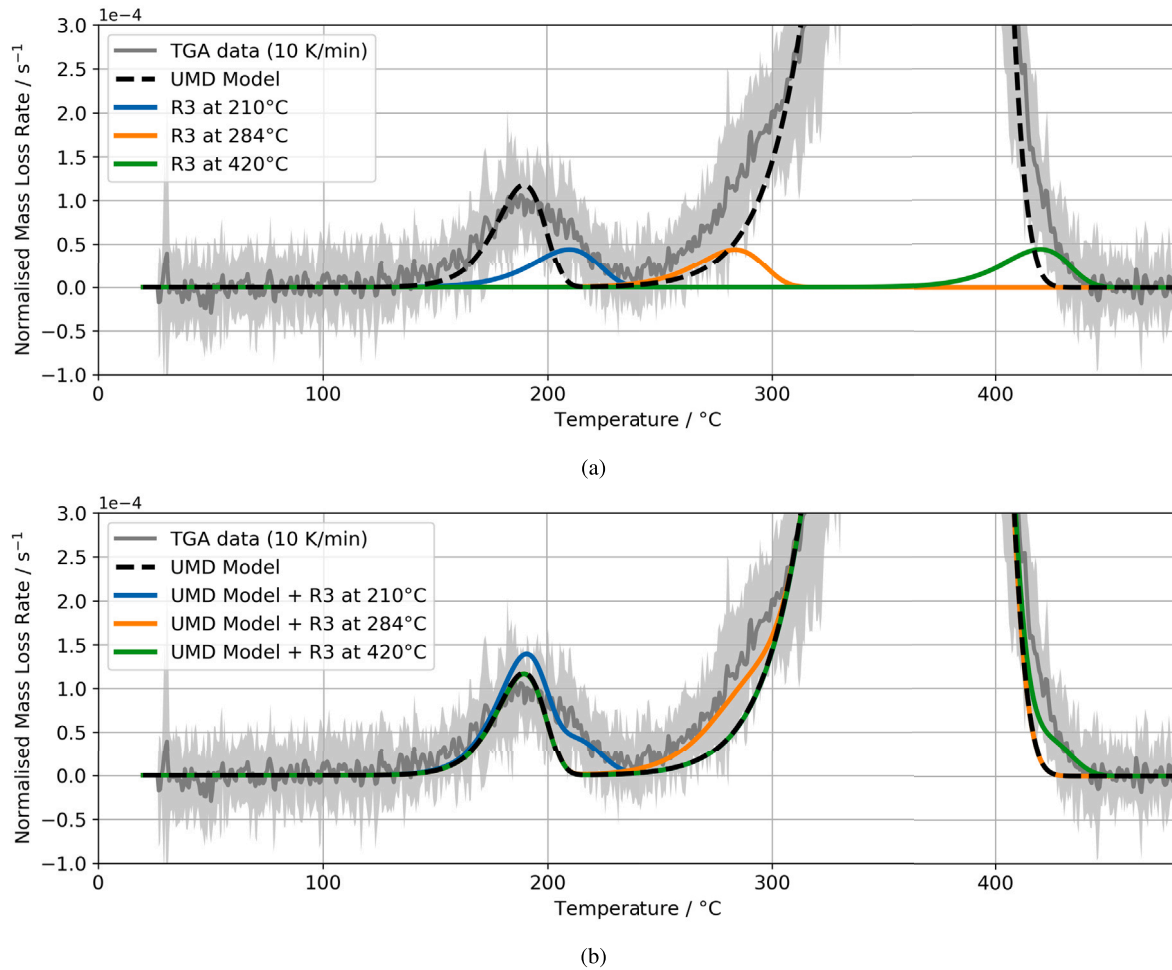 1e−4
3.0
2.5
2.0
1.5
1.0
0.5
0.0
−0.5
−1.0
Normalised Mass Loss Rate / s⁻¹
TGA data (10 K/min)
UMD Model
R3 at 210°C
R3 at 284°C
R3 at 420°C
0 100 200 300 400
Temperature / °C
(a)
1e−4
3.0
2.5
2.0
1.5
1.0
0.5
0.0
−0.5
−1.0
Normalised Mass Loss Rate / s⁻¹
TGA data (10 K/min)
UMD Model
UMD Model + R3 at 210°C
UMD Model + R3 at 284°C
UMD Model + R3 at 420°C
0 100 200 300 400
Temperature / °C
(b)